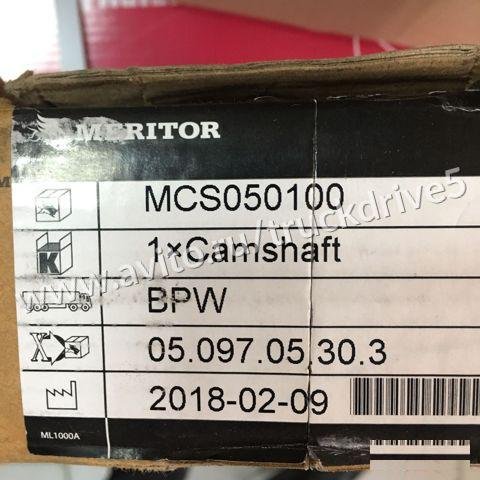 MERITOR
MCS050100
K
1×Camshaft
BPW
X
05.097.05.30.3
2018-02-09
ML1000A
www.avito.ru/truckdrive5